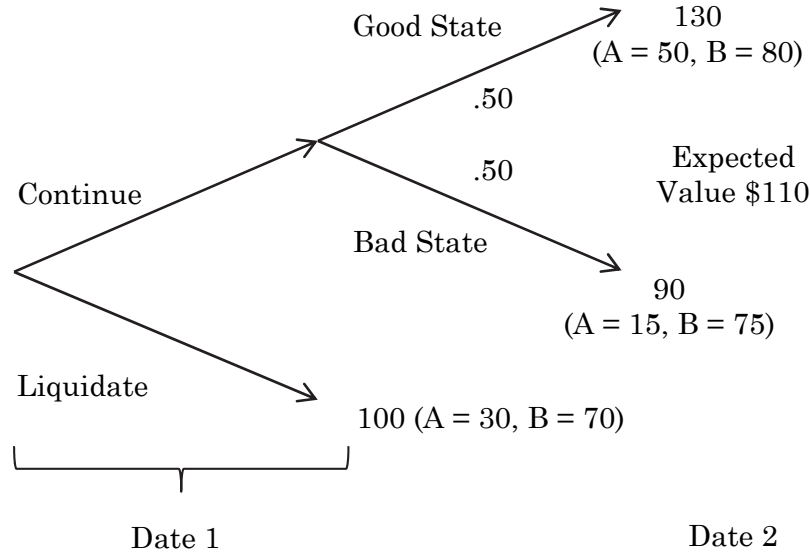 Good State
130
(A = 50, B = 80)
.50
.50
Expected
Value $110
Continue
Bad State
90
(A = 15, B = 75)
Liquidate
100 (A = 30, B = 70)
Date 1
Date 2